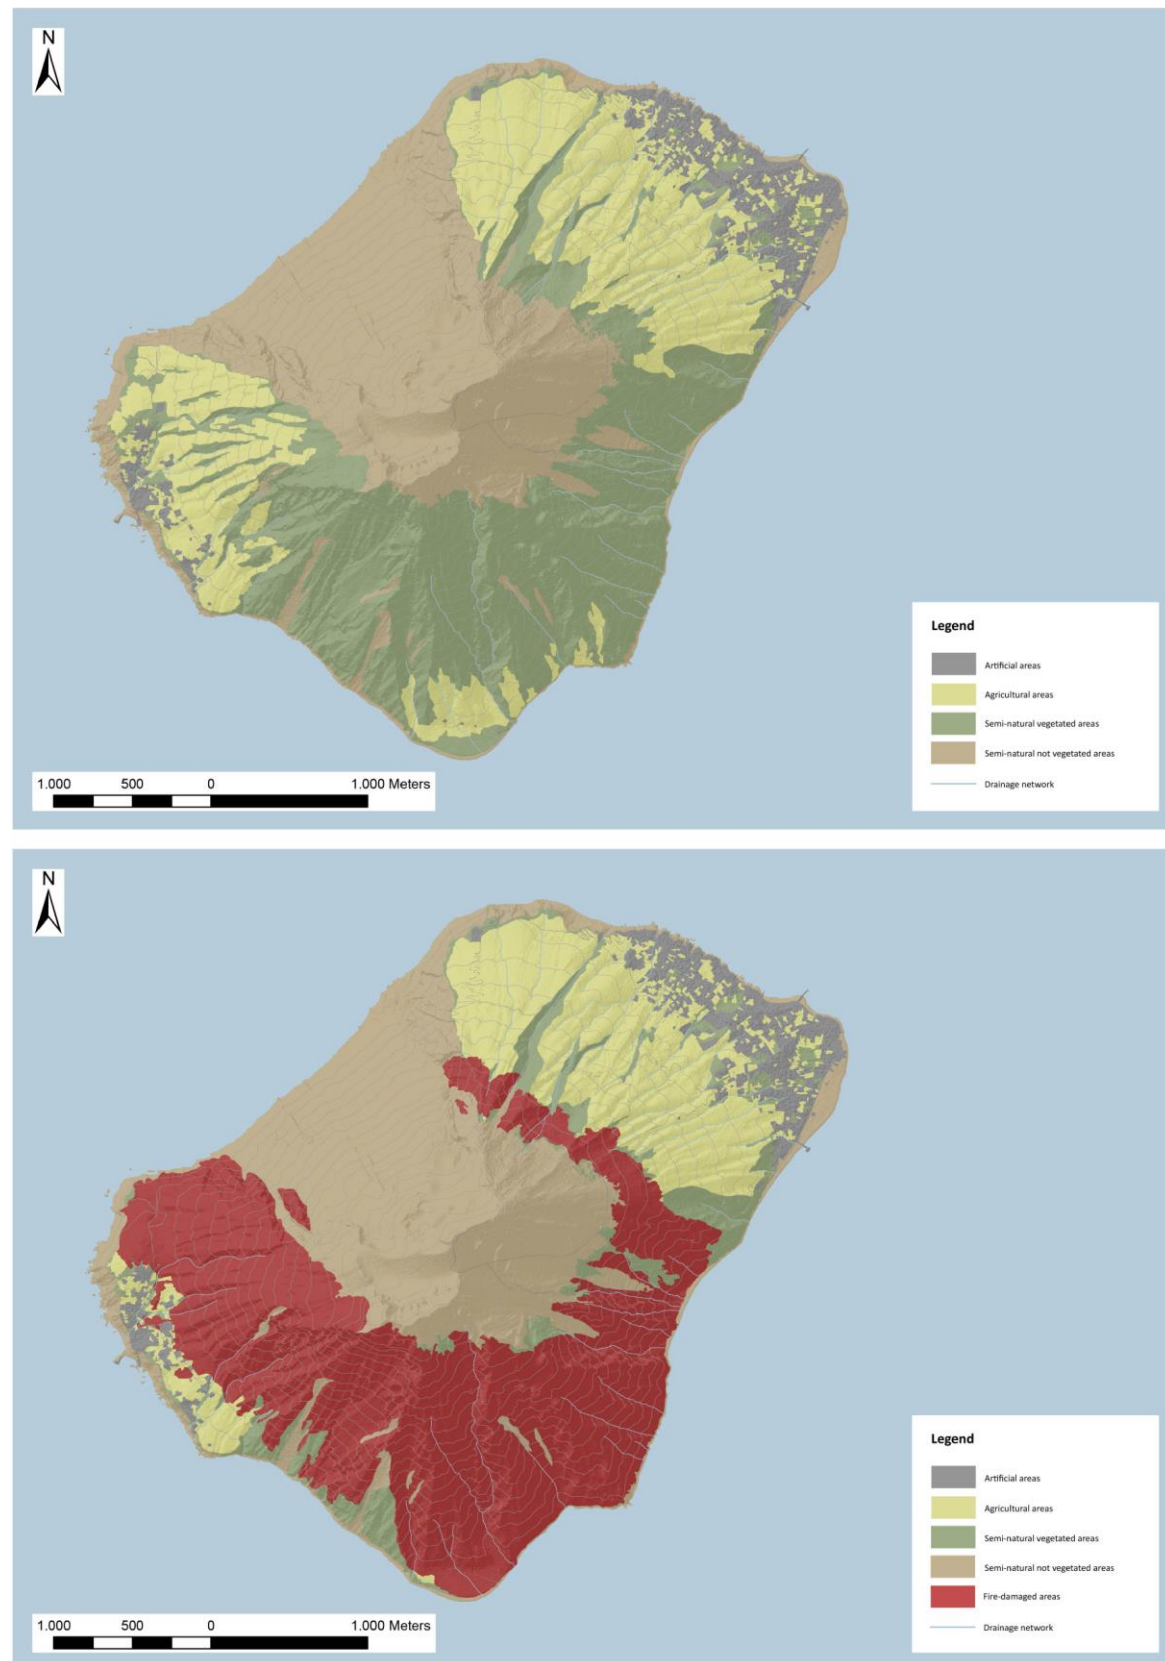 N
Legend
Artificial areas
Agricultural areas
Semi-natural vegetated areas
Semi-natural not vegetated areas
Drainage network
1.000 500 0 1.000 Meters
N
Legend
Artificial areas
Agricultural areas
Semi-natural vegetated areas
Semi-natural not vegetated areas
Fire-damaged areas
Drainage network
1.000 500 0 1.000 Meters